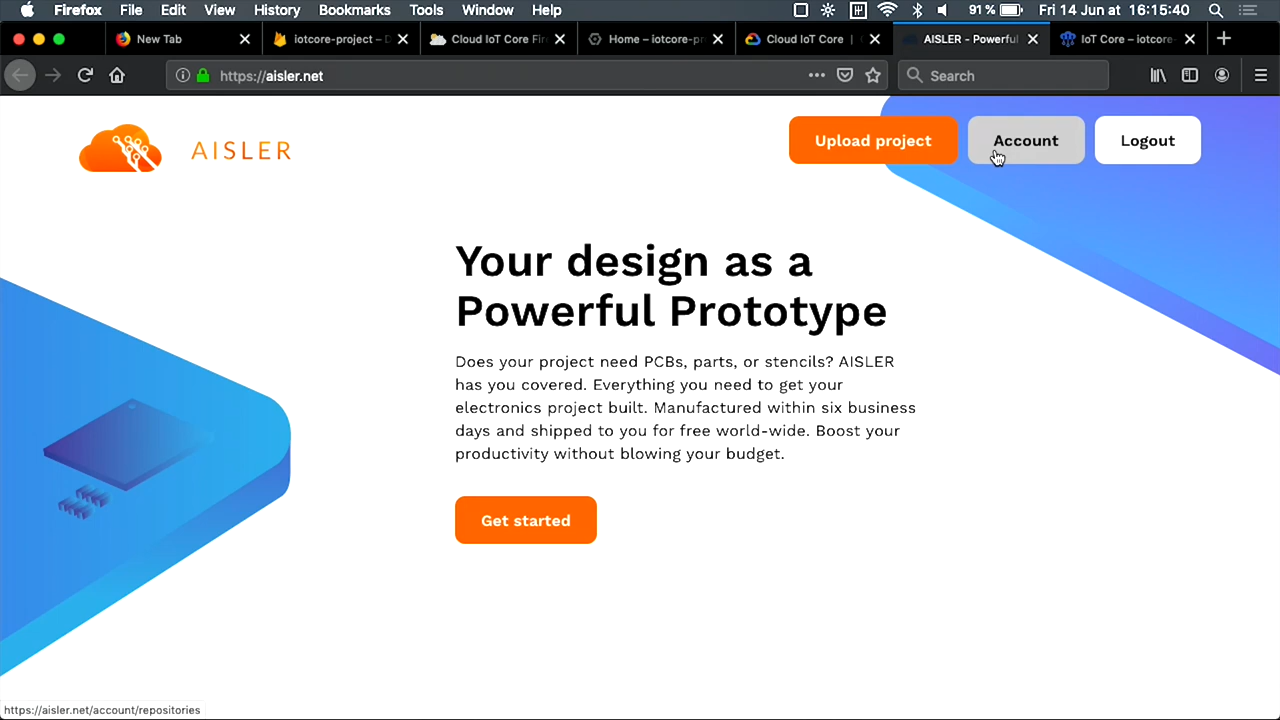 Firefox File Edit View History Bookmarks Tools Window Help 91% Fri 14 Jun at 16:15:40
New Tab iotcore-project – D Cloud IoT Core Fir Home – iotcore-pr Cloud IoT Core | AISLER - Powerful IoT Core – iotcore-
https://aisler.net Search
AISLER Upload project Account Logout
Your design as a
Powerful Prototype
Does your project need PCBs, parts, or stencils? AISLER
has you covered. Everything you need to get your
electronics project built. Manufactured within six business
days and shipped to you for free world-wide. Boost your
productivity without blowing your budget.
Get started
https://aisler.net/account/repositories